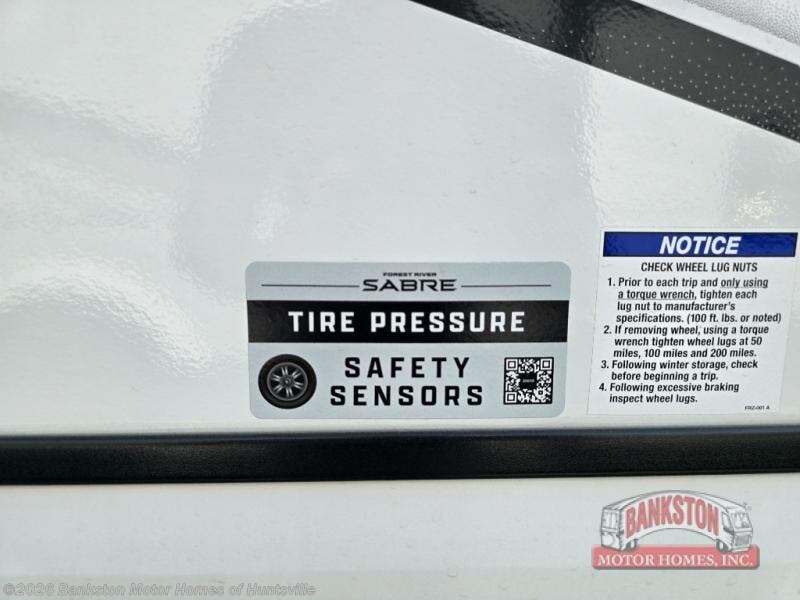 FOREST RIVER
SABRE
TIRE PRESSURE
SAFETY
SENSORS
NOTICE
CHECK WHEEL LUG NUTS
1. Prior to each trip and only using
a torque wrench, tighten each
lug nut to manufacturer's
specifications. (100 ft. lbs. or noted)
2. If removing wheel, using a torque
wrench tighten wheel lugs at 50
miles, 100 miles and 200 miles.
3. Following winter storage, check
before beginning a trip.
4. Following excessive braking
inspect wheel lugs.
BANKSTON
MOTOR HOMES, INC.
©2026 Bankston Motor Homes of Huntsville